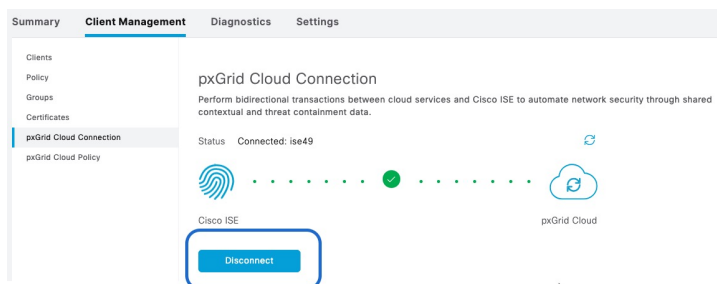 Summary Client Management Diagnostics Settings
Clients
Policy
Groups
Certificates
pxGrid Cloud Connection
pxGrid Cloud Policy
pxGrid Cloud Connection
Perform bidirectional transactions between cloud services and Cisco ISE to automate network security through shared
contextual and threat containment data.
Status Connected: ise49
Cisco ISE pxGrid Cloud
Disconnect